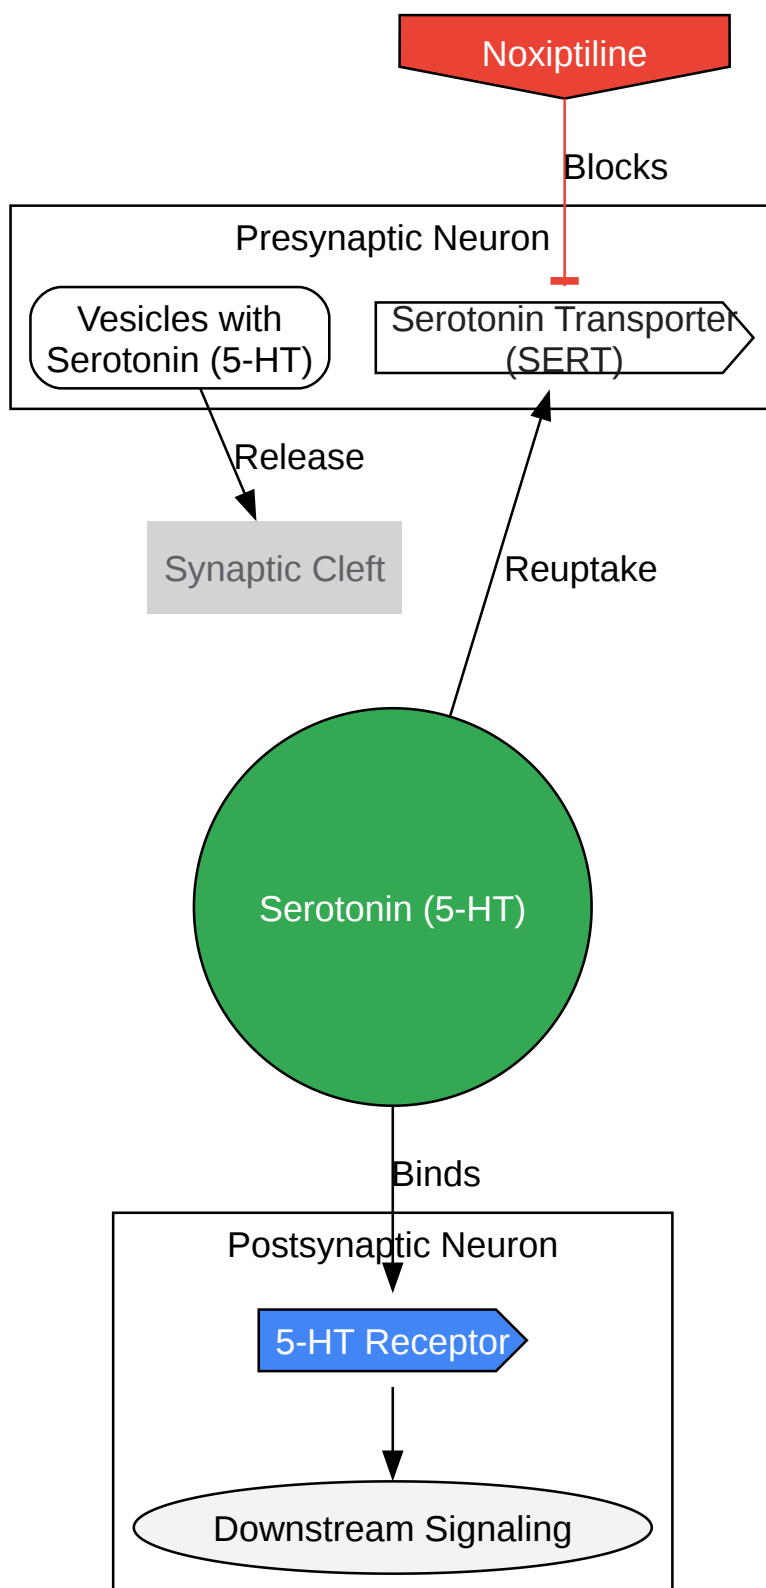 Noxiptiline
Blocks
Presynaptic Neuron
Vesicles with
Serotonin (5-HT)
Serotonin Transporter
(SERT)
Release
Synaptic Cleft
Reuptake
Serotonin (5-HT)
Binds
Postsynaptic Neuron
5-HT Receptor
Downstream Signaling